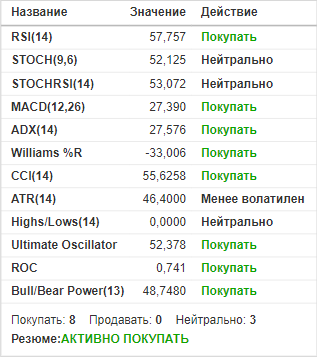 Название Значение Действие
RSI(14) 57,757 Покупать
STOCH(9,6) 52,125 Нейтрально
STOCHRSI(14) 53,072 Нейтрально
MACD(12,26) 27,390 Покупать
ADX(14) 27,576 Покупать
Williams %R -33,006 Покупать
CCI(14) 55,6258 Покупать
ATR(14) 46,4000 Менее волатилен
Highs/Lows(14) 0,0000 Нейтрально
Ultimate Oscillator 52,378 Покупать
ROC 0,741 Покупать
Bull/Bear Power(13) 48,7480 Покупать
Покупать: 8 Продавать: 0 Нейтрально: 3
Резюме:АКТИВНО ПОКУПАТЬ